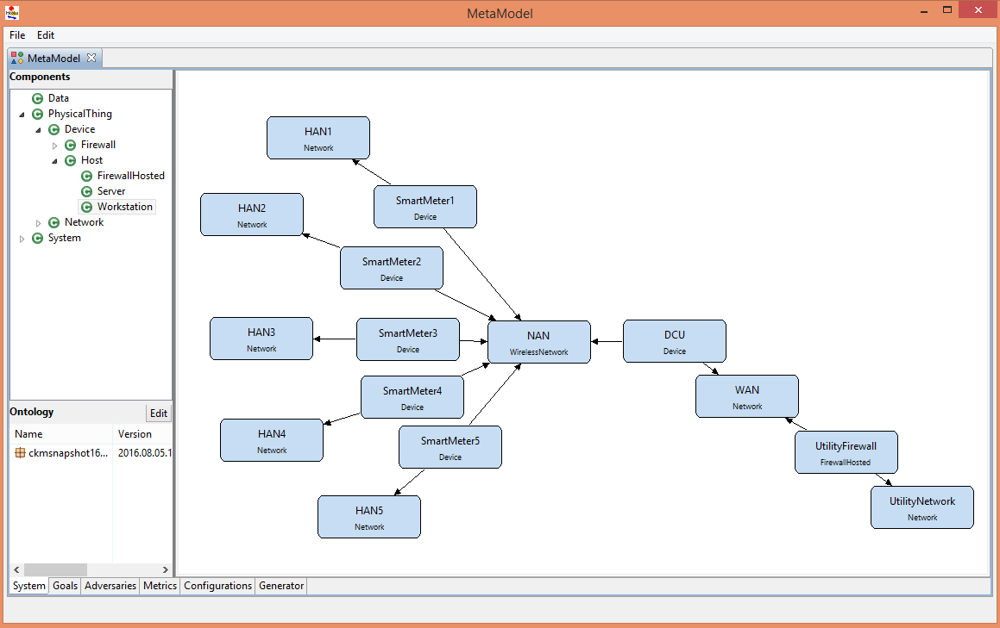 MetaModel
File Edit
MetaModel
Components
Data
PhysicalThing
Device
Firewall
Host
FirewallHosted
Server
Workstation
Network
System
Ontology Edit
Name Version
ckmsnapshot16... 2016.08.05.1
HAN1
Network
SmartMeter1
Device
HAN2
Network
SmartMeter2
Device
HAN3
Network
SmartMeter3
Device
NAN
WirelessNetwork
DCU
Device
SmartMeter4
Device
WAN
Network
HAN4
Network
SmartMeter5
Device
UtilityFirewall
FirewallHosted
HAN5
Network
UtilityNetwork
Network
System Goals Adversaries Metrics Configurations Generator